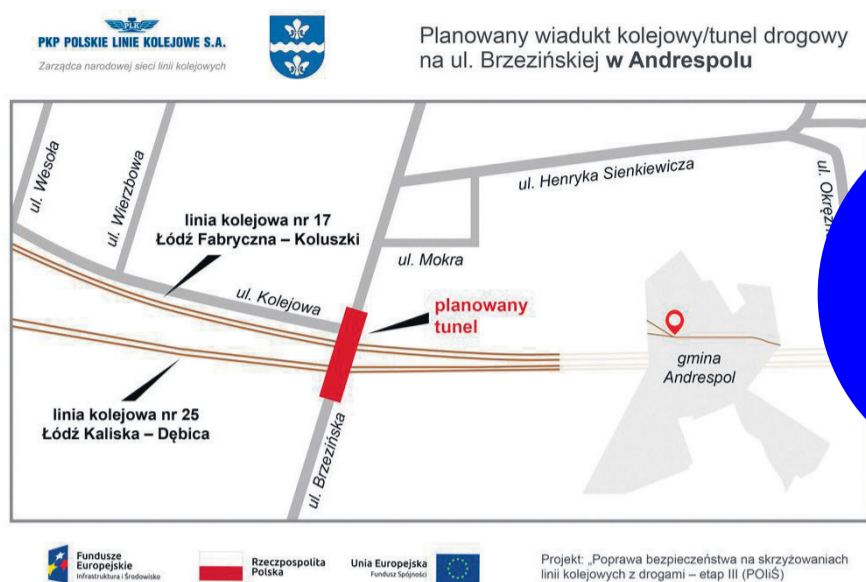 PLK
PKP POLSKIE LINIE KOLEJOWE S.A.
Zarządca narodowej sieci linii kolejowych
Planowany wiadukt kolejowy/tunel drogowy
na ul. Brzezińskiej w Andrespolu
ul. Wesoła
ul. Wierzbowa
ul. Henryka Sienkiewicza
ul.
linia kolejowa nr 17
Łódź Fabryczna – Koluszki
ul. Mokra
ul. Kolejowa
planowany
tunel
gmina
Andrespol
linia kolejowa nr 25
Łódź Kaliska – Dębica
ul. Brzezińska
Fundusze
Europejskie
Infrastruktura i Środowisko
Rzeczpospolita
Polska
Unia Europejska
Fundusz Spójności
Projekt: „Poprawa bezpieczeństwa na skrzyżowaniach
linii kolejowych z drogami – etap III (POIiŚ)